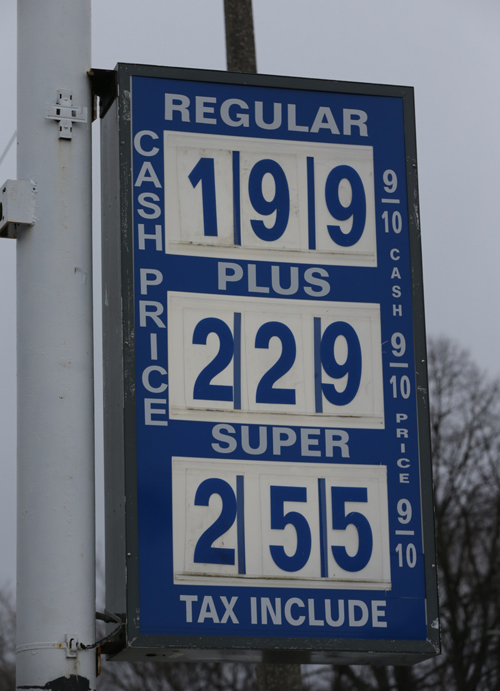 REGULAR
CASH PRICE
1 9 9 9/10
PLUS
2 2 9 9/10
SUPER
2 5 5 9/10
CASH PRICE
TAX INCLUDE